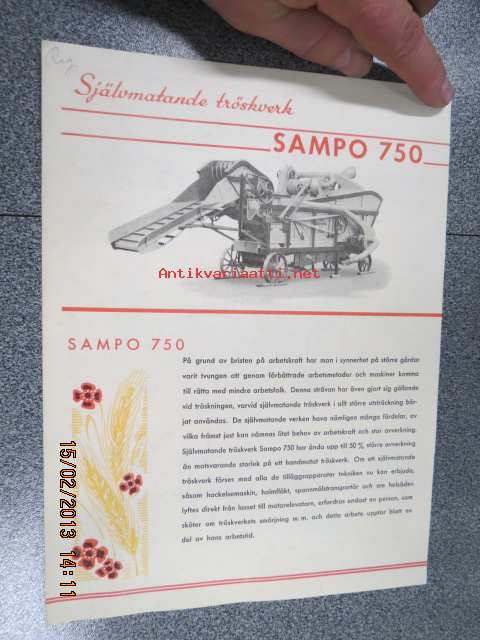 Rey
Självmatande tröskverk
SAMPO 750
Antikvariaatti.net
SAMPO 750
På grund av bristen på arbetskraft har man i synnerhet på större gårdar
varit tvungen att genom förbättrade arbetsmetoder och maskiner komma
till rätta med mindre arbetsfolk. Denna strävan har även gjort sig gällande
vid tröskningen, varvid självmatande tröskverk i allt större utsträckning bör-
jat användas. De självmatande verken hava nämligen många fördelar, av
vilka främst just kan nämnas litet behov av arbetskraft och stor avverkning.
Självmatande tröskverk Sampo 750 har ända upp till 50 % större avverkning
än motsvarande storlek på ett handmatat tröskverk. Om ett självmatande
tröskverk förses med alla de tilläggsapparater tekniken nu kan erbjuda,
såsom hackelsemaskin, halmfläkt, spannmålstransportör och om helsäden
lyftes direkt från lasset till matarelevatorn, erfordras endast en person, som
sköter om tröskverkets smörjning m. m. och detta arbete upptar blott en
del av hans arbetstid.
15/02/2013 14:11